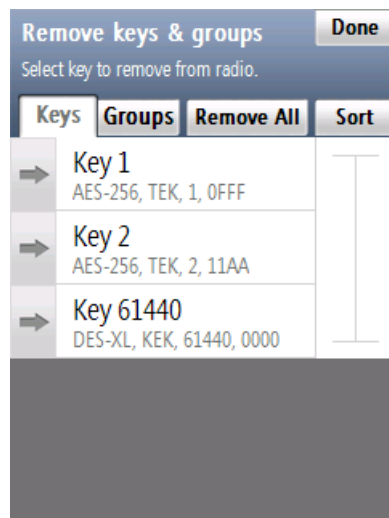 Remove keys & groups
Done
Select key to remove from radio.
Keys
Groups
Remove All
Sort
Key 1
AES-256, TEK, 1, 0FFF
Key 2
AES-256, TEK, 2, 11AA
Key 61440
DES-XL, KEK, 61440, 0000